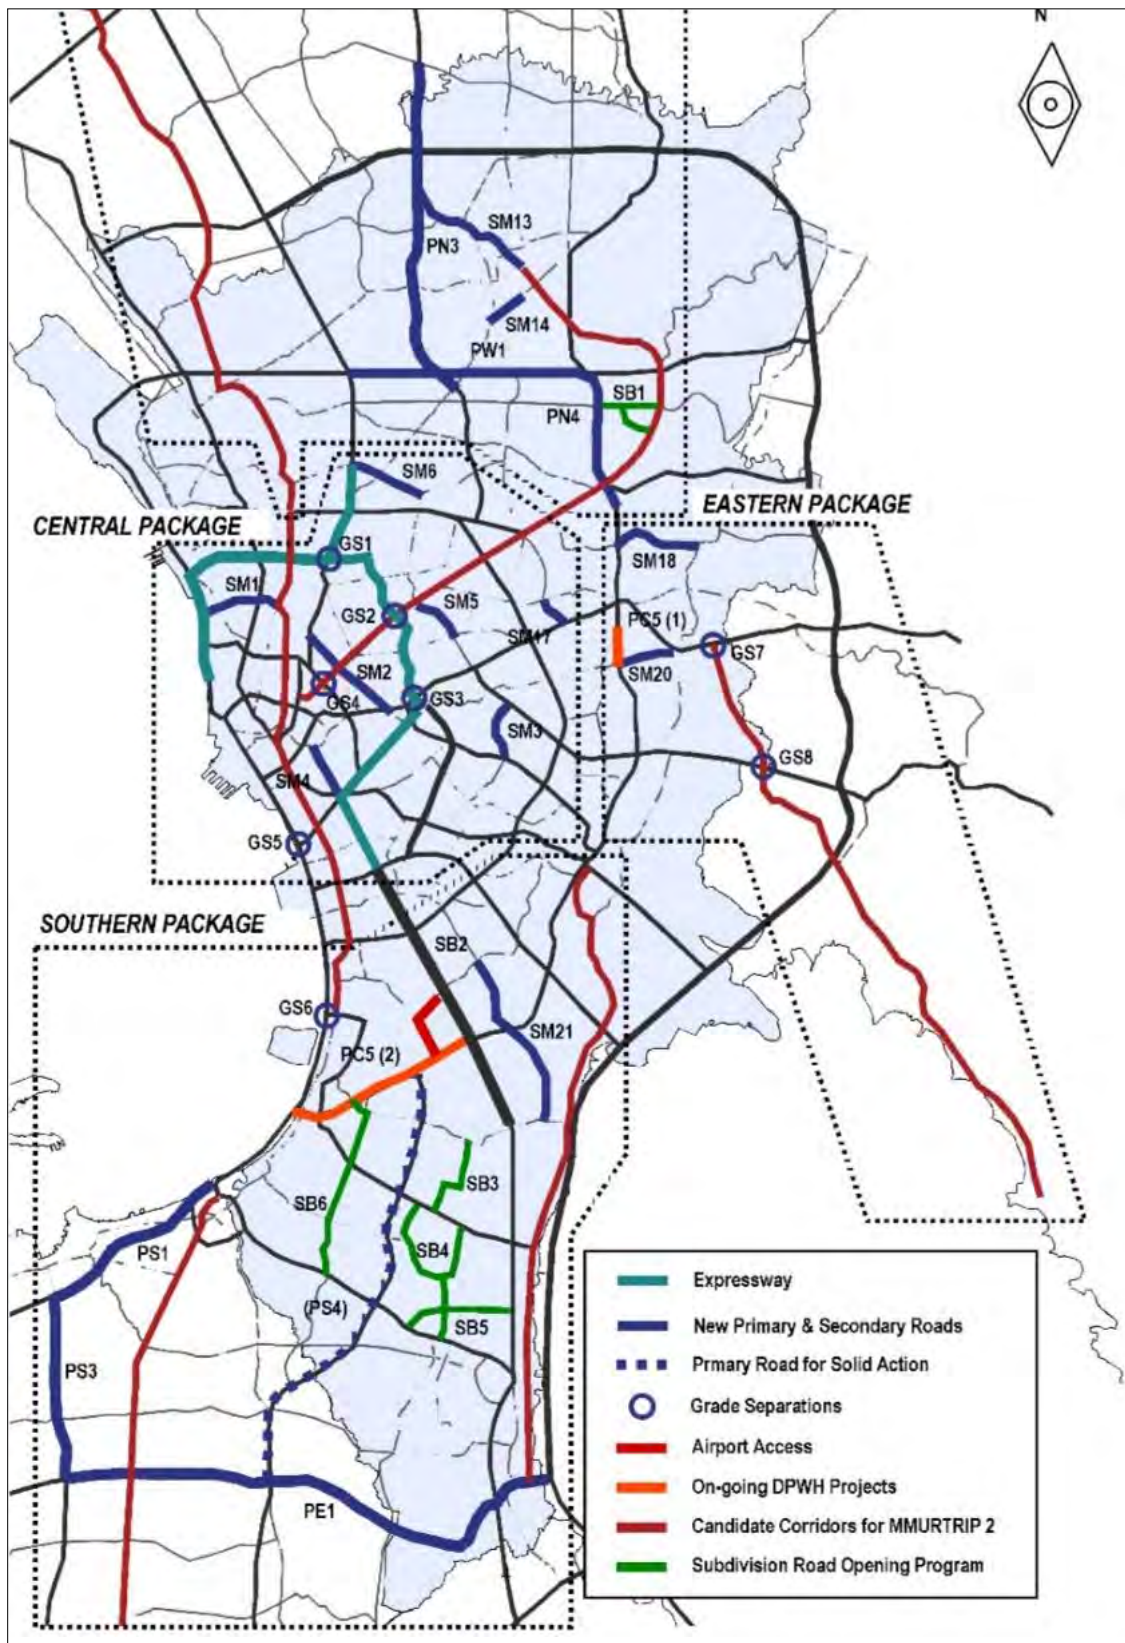 N
SM13
PN3
SM14
PW1
SB1
PN4
SM6
EASTERN PACKAGE
CENTRAL PACKAGE
GS1
SM18
SM1
GS2
SM5
SM17
PC5 (1)
GS7
SM2
SM20
GS4
GS3
SM3
GS8
SM4
GS5
SOUTHERN PACKAGE
SB2
GS6
SM21
PC5 (2)
SB3
SB6
SB4
PS1
(PS4)
SB5
PS3
PE1
Expressway
New Primary & Secondary Roads
Prmary Road for Solid Action
Grade Separations
Airport Access
On-going DPWH Projects
Candidate Corridors for MMURTRIP 2
Subdivision Road Opening Program